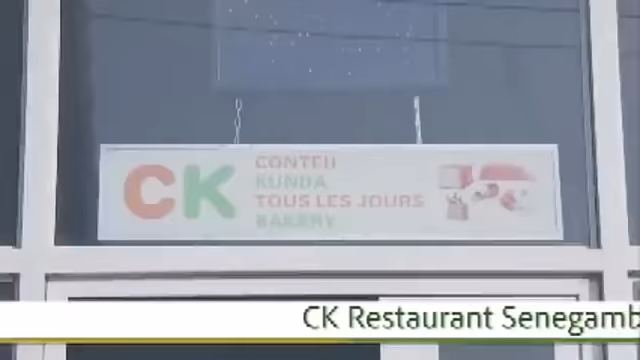 CK
CONTEH
KUNDA
TOUS LES JOURS
BAKERY
CK Restaurant Senegamb